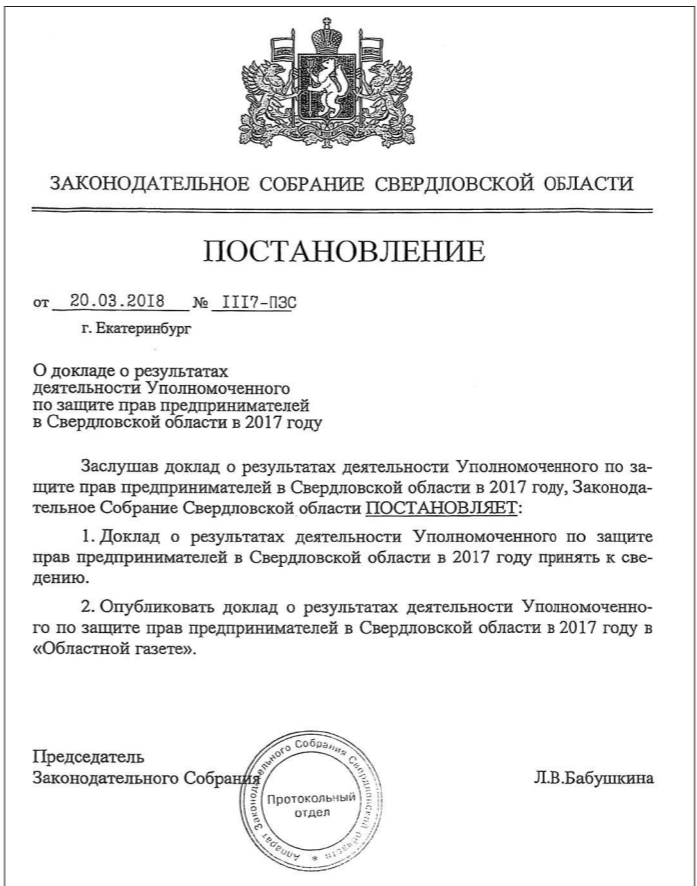 ЗАКОНОДАТЕЛЬНОЕ СОБРАНИЕ СВЕРДЛОВСКОЙ ОБЛАСТИ
ПОСТАНОВЛЕНИЕ
от 20.03.2018 № III7-ПЗС
г. Екатеринбург
О докладе о результатах
деятельности Уполномоченного
по защите прав предпринимателей
в Свердловской области в 2017 году
Заслушав доклад о результатах деятельности Уполномоченного по за-
щите прав предпринимателей в Свердловской области в 2017 году, Законода-
тельное Собрание Свердловской области ПОСТАНОВЛЯЕТ:
1. Доклад о результатах деятельности Уполномоченного по защите
прав предпринимателей в Свердловской области в 2017 году принять к све-
дению.
2. Опубликовать доклад о результатах деятельности Уполномоченно-
го по защите прав предпринимателей в Свердловской области в 2017 году в
«Областной газете».
Председатель
Законодательного Собрания
Л.В.Бабушкина
Аппарат Законодательного Собрания Свердловской области *
Протокольный
отдел